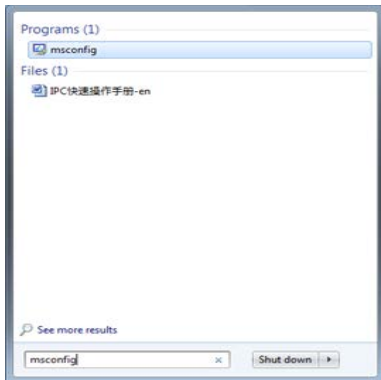 Programs (1)
msconfig
Files (1)
IPC快速操作手册-en
See more results
msconfig
Shut down